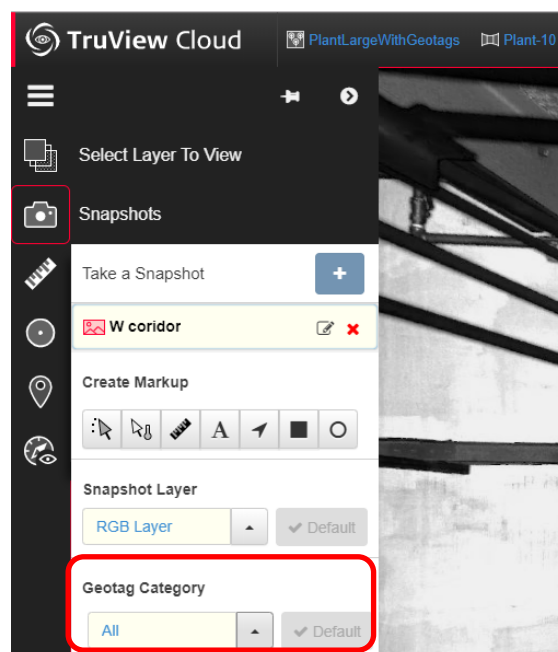 TruView Cloud
PlantLargeWithGeotags
Plant-10
Select Layer To View
Snapshots
Take a Snapshot
W coridor
Create Markup
A
Snapshot Layer
RGB Layer
Default
Geotag Category
All
Default